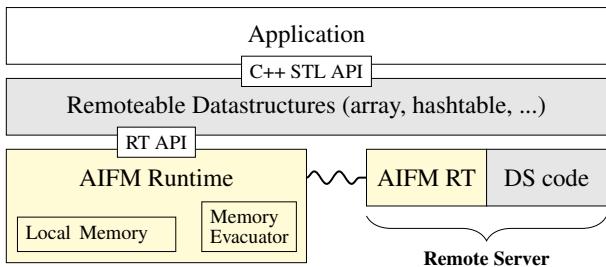 Application
C++ STL API
Remoteable Datastructures (array, hashtable, ...)
RT API
AIFM Runtime
AIFM RT
DS code
Local Memory
Memory
Evacuator
Remote Server